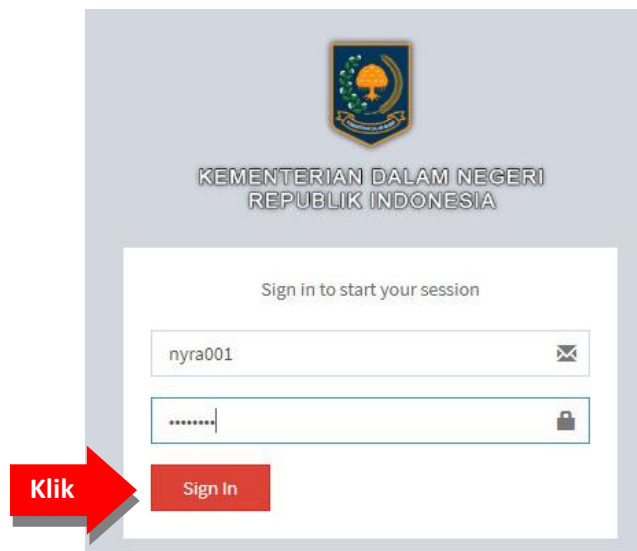 KEMENTERIAN DALAM NEGERI
REPUBLIK INDONESIA
Sign in to start your session
nyra001
••••••••
Klik
Sign In